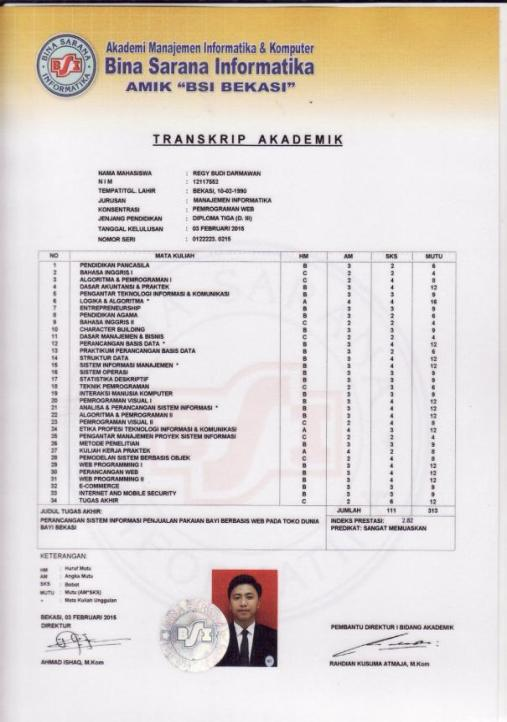 BINA SARANA
BSI
INFORMATIKA
Akademi Manajemen Informatika & Komputer
Bina Sarana Informatika
AMIK "BSI BEKASI"
TRANSKRIP AKADEMIK
NAMA MAHASISWA : REGY BUDI DARMAWAN
N I M : 12117552
TEMPAT/TGL. LAHIR : BEKASI, 10-03-1990
JURUSAN : MANAJEMEN INFORMATIKA
KONSENTRASI : PEMROGRAMAN WEB
JENJANG PENDIDIKAN : DIPLOMA TIGA (D. III)
TANGGAL KELULUSAN : 03 FEBRUARI 2015
NOMOR SERI : 0122223. 0215
NO MATA KULIAH HM AM SKS MUTU
1 PENDIDIKAN PANCASILA B 3 2 6
2 BAHASA INGGRIS I C 2 2 4
3 ALGORITMA & PEMROGRAMAN I C 2 4 8
4 DASAR AKUNTANSI & PRAKTEK B 3 4 12
5 PENGANTAR TEKNOLOGI INFORMASI & KOMUNIKASI B 3 3 9
6 LOGIKA & ALGORITMA * A 4 4 16
7 ENTREPRENEURSHIP B 3 3 9
8 PENDIDIKAN AGAMA B 3 2 6
9 BAHASA INGGRIS II C 2 2 4
10 CHARACTER BUILDING B 3 3 9
11 DASAR MANAJEMEN & BISNIS C 2 2 4
12 PERANCANGAN BASIS DATA * B 3 4 12
13 PRAKTIKUM PERANCANGAN BASIS DATA B 3 2 6
14 STRUKTUR DATA B 3 4 12
15 SISTEM INFORMASI MANAJEMEN * B 3 4 12
16 SISTEM OPERASI B 3 3 9
17 STATISTIKA DESKRIPTIF B 3 3 9
18 TEKNIK PEMROGRAMAN C 2 3 6
19 INTERAKSI MANUSIA KOMPUTER B 3 3 9
20 PEMROGRAMAN VISUAL I B 3 4 12
21 ANALISA & PERANCANGAN SISTEM INFORMASI * B 3 4 12
22 ALGORITMA & PEMROGRAMAN II B 3 4 12
23 PEMROGRAMAN VISUAL II C 2 4 8
24 ETIKA PROFESI TEKNOLOGI INFORMASI & KOMUNIKASI A 4 3 12
25 PENGANTAR MANAJEMEN PROYEK SISTEM INFORMASI C 2 2 4
26 METODE PENELITIAN B 3 3 9
27 KULIAH KERJA PRAKTEK A 4 2 8
28 PEMODELAN SISTEM BERBASIS OBJEK C 2 4 8
29 WEB PROGRAMMING I B 3 4 12
30 PERANCANGAN WEB B 3 4 12
31 WEB PROGRAMMING II B 3 4 12
32 E-COMMERCE B 3 3 9
33 INTERNET AND MOBILE SECURITY B 3 3 9
34 TUGAS AKHIR C 2 6 12
JUDUL TUGAS AKHIR: JUMLAH 111 313
PERANCANGAN SISTEM INFORMASI PENJUALAN PAKAIAN BAYI BERBASIS WEB PADA TOKO DUNIA INDEKS PRESTASI: 2.82
BAYI BEKASI PREDIKAT: SANGAT MEMUASKAN
KETERANGAN:
HM : Huruf Mutu
AM : Angka Mutu
SKS : Bobot
MUTU : Mutu (AM*SKS)
* : Mata Kuliah Unggulan
BEKASI, 03 FEBRUARI 2015
DIREKTUR PEMBANTU DIREKTUR I BIDANG AKADEMIK
BSI
AHMAD ISHAQ, M.Kom RAHDIAN KUSUMA ATMAJA, M.Kom